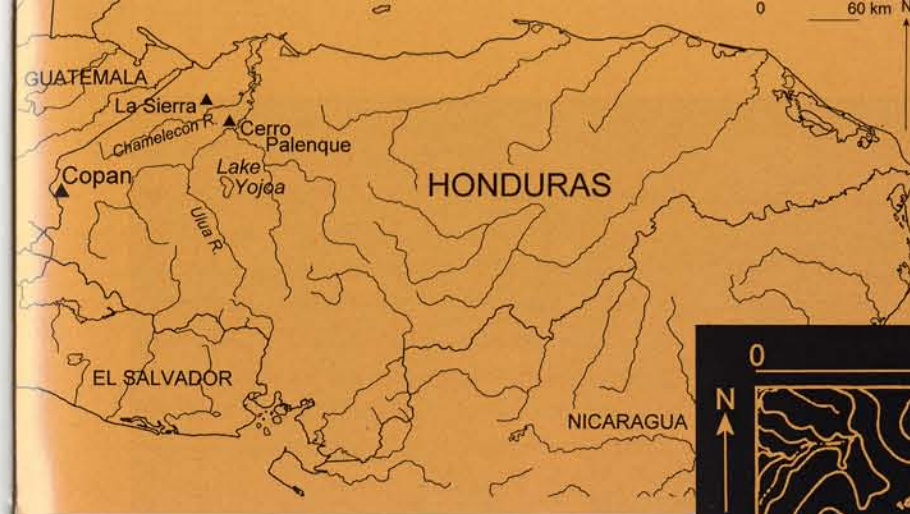 0 60 km N
GUATEMALA
La Sierra
Chamelecon R.
Cerro
Palenque
Lake
Yojoa
Copan
HONDURAS
Ulua R.
EL SALVADOR
NICARAGUA
0
N